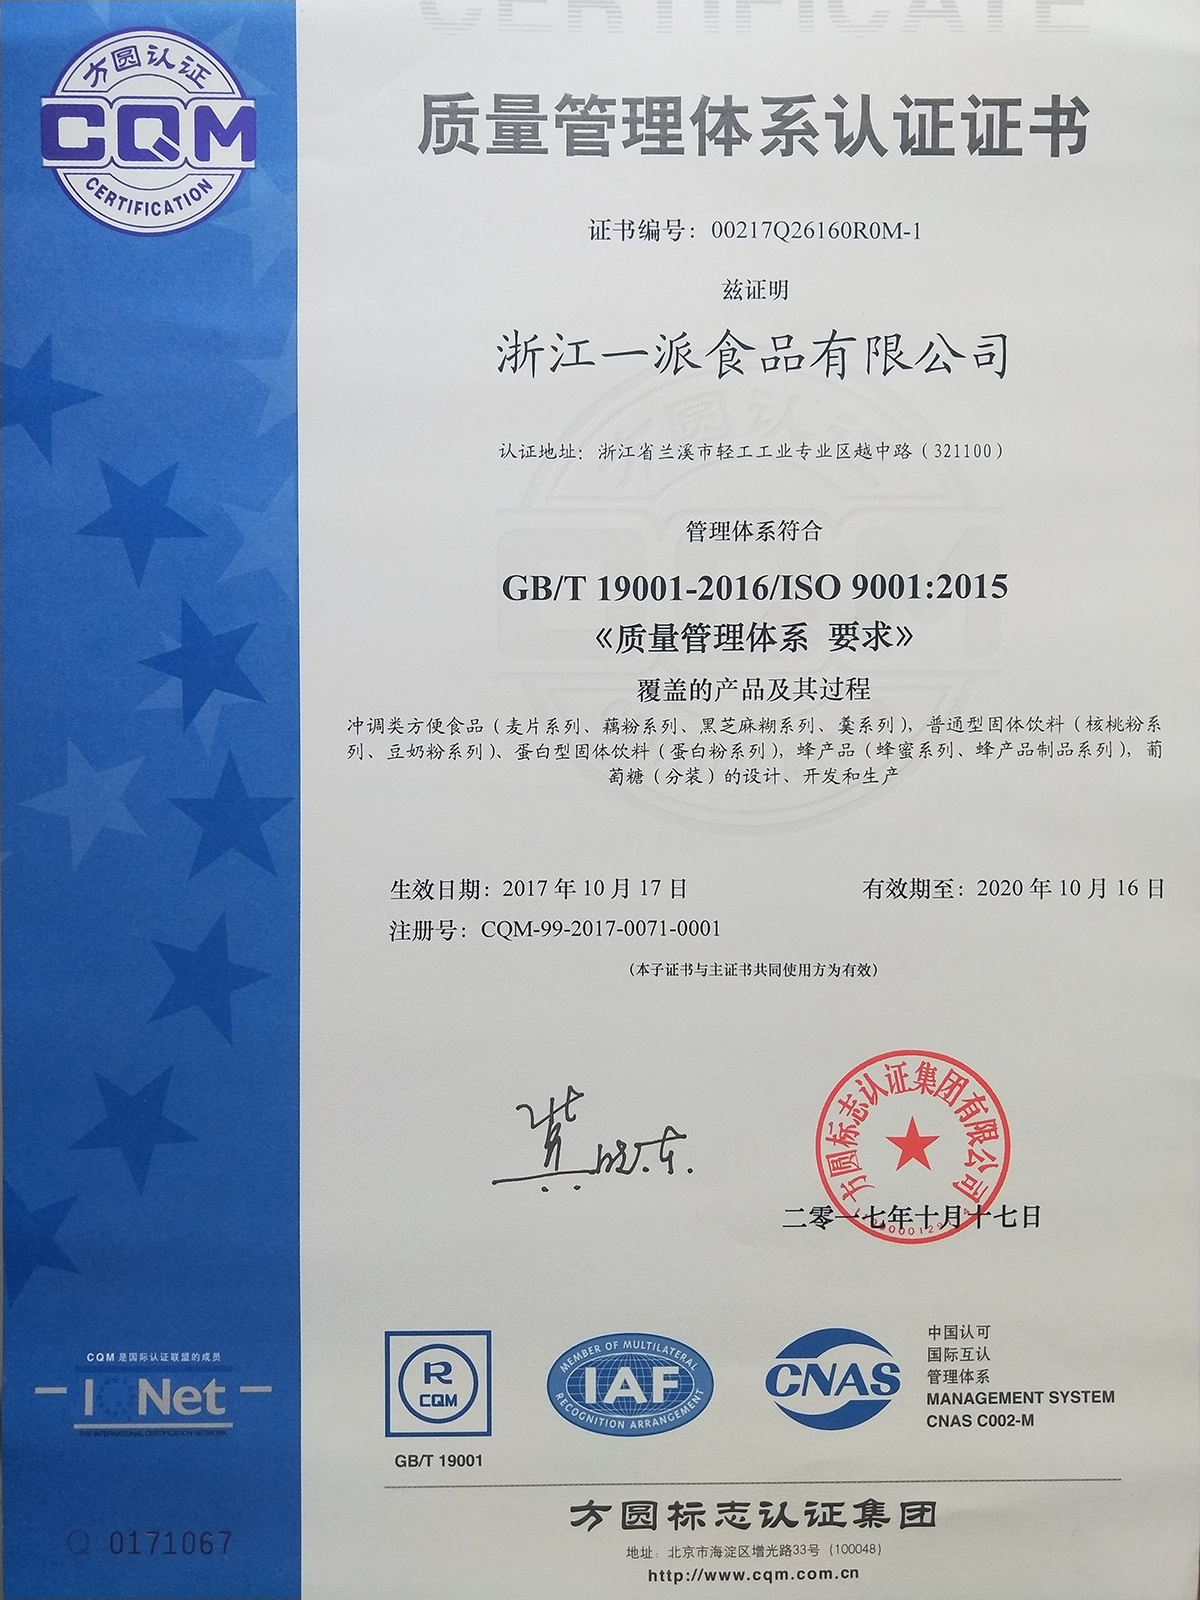 CERTIFICATE
方圆认证
CQM
CERTIFICATION
质量管理体系认证证书
证书编号：00217Q26160R0M-1
兹证明
浙江一派食品有限公司
认证地址：浙江省兰溪市轻工工业专业区越中路（321100）
管理体系符合
GB/T 19001-2016/ISO 9001:2015
《质量管理体系 要求》
覆盖的产品及其过程
冲调类方便食品（麦片系列、藕粉系列、黑芝麻糊系列、羹系列），普通型固体饮料（核桃粉系
列、豆奶粉系列）、蛋白型固体饮料（蛋白粉系列），蜂产品（蜂蜜系列、蜂产品制品系列），葡
萄糖（分装）的设计、开发和生产
生效日期：2017 年 10 月 17 日
有效期至：2020 年 10 月 16 日
注册号：CQM-99-2017-0071-0001
（本子证书与主证书共同使用方为有效）
方圆标志认证集团有限公司
二零一七年十月十七日
CQM 是国际认证联盟的成员
IQNet
THE INTERNATIONAL CERTIFICATION NETWORK
R
CQM
GB/T 19001
MEMBER OF MULTILATERAL
IAF
RECOGNITION ARRANGEMENT
CNAS
中国认可
国际互认
管理体系
MANAGEMENT SYSTEM
CNAS C002-M
方圆标志认证集团
地址：北京市海淀区增光路33号（100048）
http://www.cqm.com.cn
Q 0171067